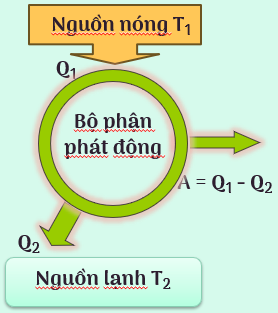 Nguồn nóng T₁
Q₁
Bộ phận
phát động
A = Q₁ - Q₂
Q₂
Nguồn lạnh T₂